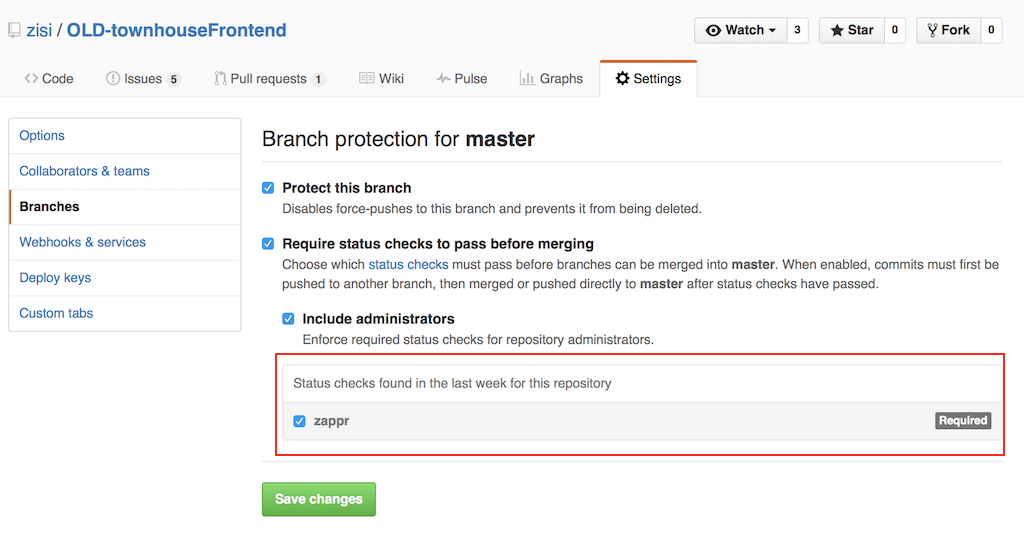 zisi / OLD-townhouseFrontend
Watch 3 Star 0 Fork 0
Code Issues 5 Pull requests 1 Wiki Pulse Graphs Settings
Options
Collaborators & teams
Branches
Webhooks & services
Deploy keys
Custom tabs
Branch protection for master
Protect this branch
Disables force-pushes to this branch and prevents it from being deleted.
Require status checks to pass before merging
Choose which status checks must pass before branches can be merged into master. When enabled, commits must first be
pushed to another branch, then merged or pushed directly to master after status checks have passed.
Include administrators
Enforce required status checks for repository administrators.
Status checks found in the last week for this repository
zappr Required
Save changes